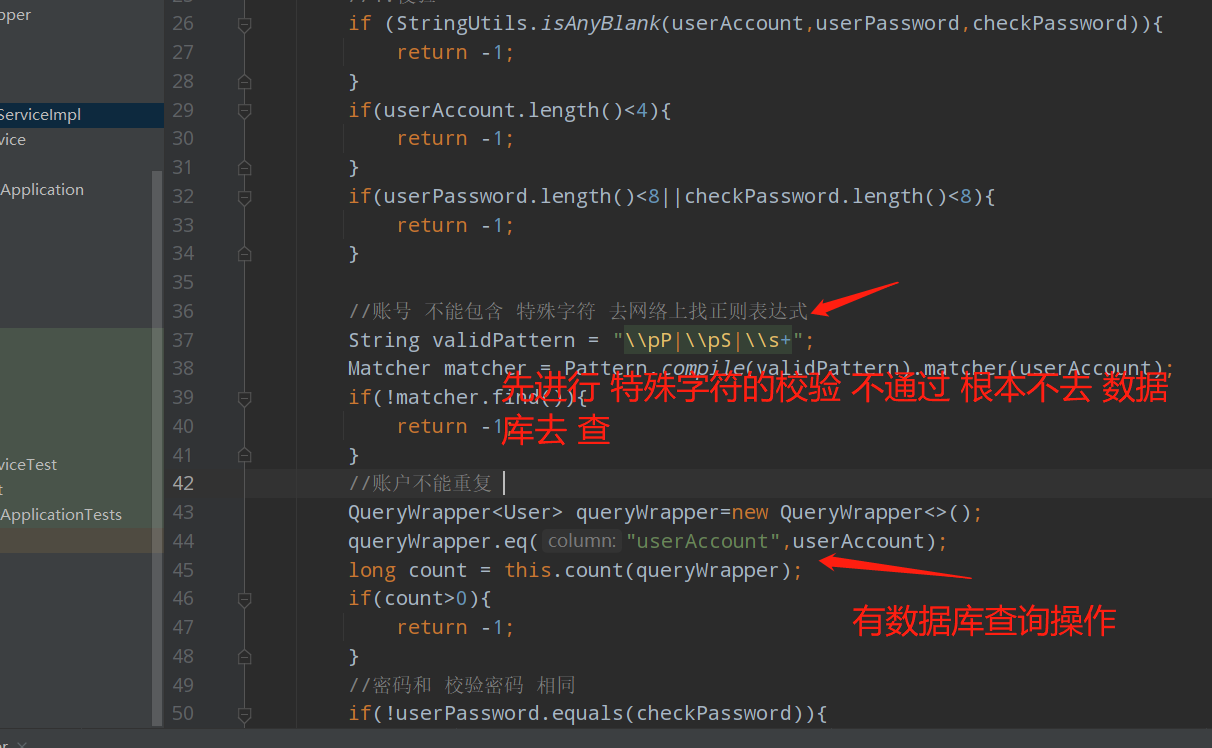 pper
ServiceImpl
vice
Application
viceTest
t
ApplicationTests
26 if (StringUtils.isAnyBlank(userAccount,userPassword,checkPassword)){
27 return -1;
28 }
29 if(userAccount.length()<4){
30 return -1;
31 }
32 if(userPassword.length()<8||checkPassword.length()<8){
33 return -1;
34 }
35
36 //账号 不能包含 特殊字符 去网络上找正则表达式
37 String validPattern = "\\pP|\\pS|\\s+";
38 Matcher matcher = Pattern.compile(validPattern).matcher(userAccount);
先进行 特殊字符的校验 不通过 根本不去 数据
39 if(!matcher.find()){
40 return -1;
库去 查
41 }
42 //账户不能重复
43 QueryWrapper<User> queryWrapper=new QueryWrapper<>();
44 queryWrapper.eq( column: "userAccount",userAccount);
45 long count = this.count(queryWrapper);
46 if(count>0){
有数据库查询操作
47 return -1;
48 }
49 //密码和 校验密码 相同
50 if(!userPassword.equals(checkPassword)){